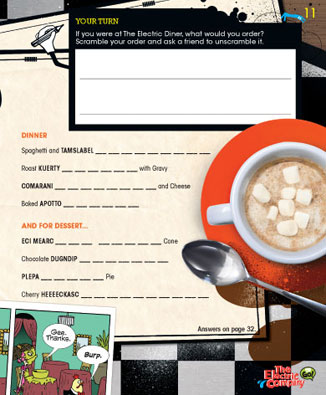 11
YOUR TURN
If you were at The Electric Diner, what would you order?
Scramble your order and ask a friend to unscramble it.
DINNER
Spaghetti and TAMSLABEL _ _ _ _ _ _ _ _ _
Roast KUERTY _ _ _ _ _ _ with Gravy
COMARANI _ _ _ _ _ _ _ _ and Cheese
Baked APOTTO _ _ _ _ _ _
AND FOR DESSERT...
ECI MEARC _ _ _ _ _ _ _ _ Cone
Chocolate DUGNDIP _ _ _ _ _ _ _
PLEPA _ _ _ _ _ Pie
Cherry HEEEECKASC _ _ _ _ _ _ _ _ _ _
Answers on page 32.
Gee.
Thanks.
Burp.
The
Electric
Company
GO!